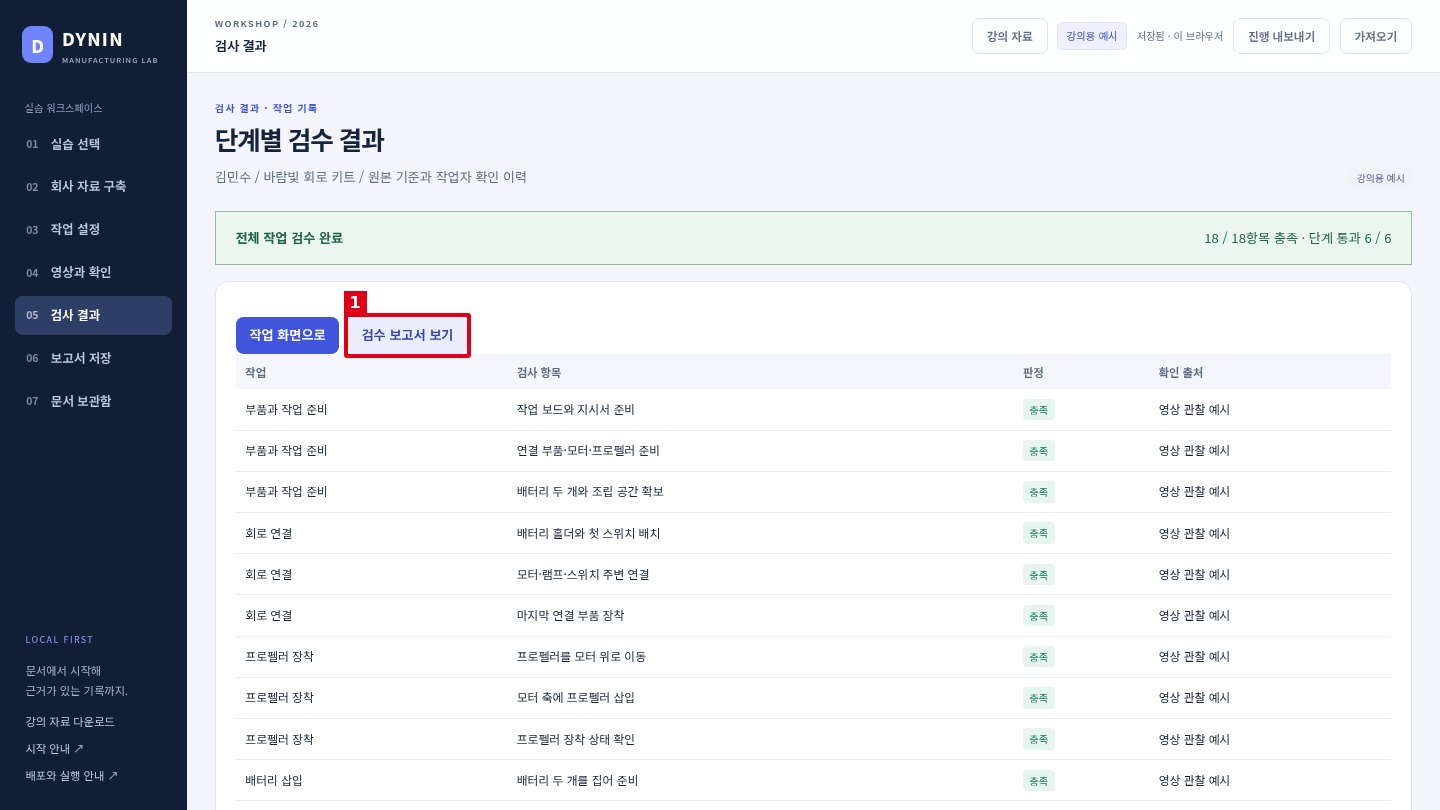 D
DYNIN
MANUFACTURING LAB
실습 워크스페이스
01 실습 선택
02 회사 자료 구축
03 작업 설정
04 영상과 확인
05 검사 결과
06 보고서 저장
07 문서 보관함
LOCAL FIRST
문서에서 시작해
근거가 있는 기록까지.
강의 자료 다운로드
시작 안내 ↗
배포와 실행 안내 ↗
WORKSHOP / 2026
검사 결과
강의 자료
강의용 예시
저장됨 · 이 브라우저
진행 내보내기
가져오기
검사 결과 · 작업 기록
단계별 검수 결과
김민수 / 바람빛 회로 키트 / 원본 기준과 작업자 확인 이력
강의용 예시
전체 작업 검수 완료
18 / 18항목 충족 · 단계 통과 6 / 6
1
작업 화면으로
검수 보고서 보기
작업 검사 항목 판정 확인 출처
부품과 작업 준비 작업 보드와 지시서 준비 충족 영상 관찰 예시
부품과 작업 준비 연결 부품·모터·프로펠러 준비 충족 영상 관찰 예시
부품과 작업 준비 배터리 두 개와 조립 공간 확보 충족 영상 관찰 예시
회로 연결 배터리 홀더와 첫 스위치 배치 충족 영상 관찰 예시
회로 연결 모터·램프·스위치 주변 연결 충족 영상 관찰 예시
회로 연결 마지막 연결 부품 장착 충족 영상 관찰 예시
프로펠러 장착 프로펠러를 모터 위로 이동 충족 영상 관찰 예시
프로펠러 장착 모터 축에 프로펠러 삽입 충족 영상 관찰 예시
프로펠러 장착 프로펠러 장착 상태 확인 충족 영상 관찰 예시
배터리 삽입 배터리 두 개를 집어 준비 충족 영상 관찰 예시